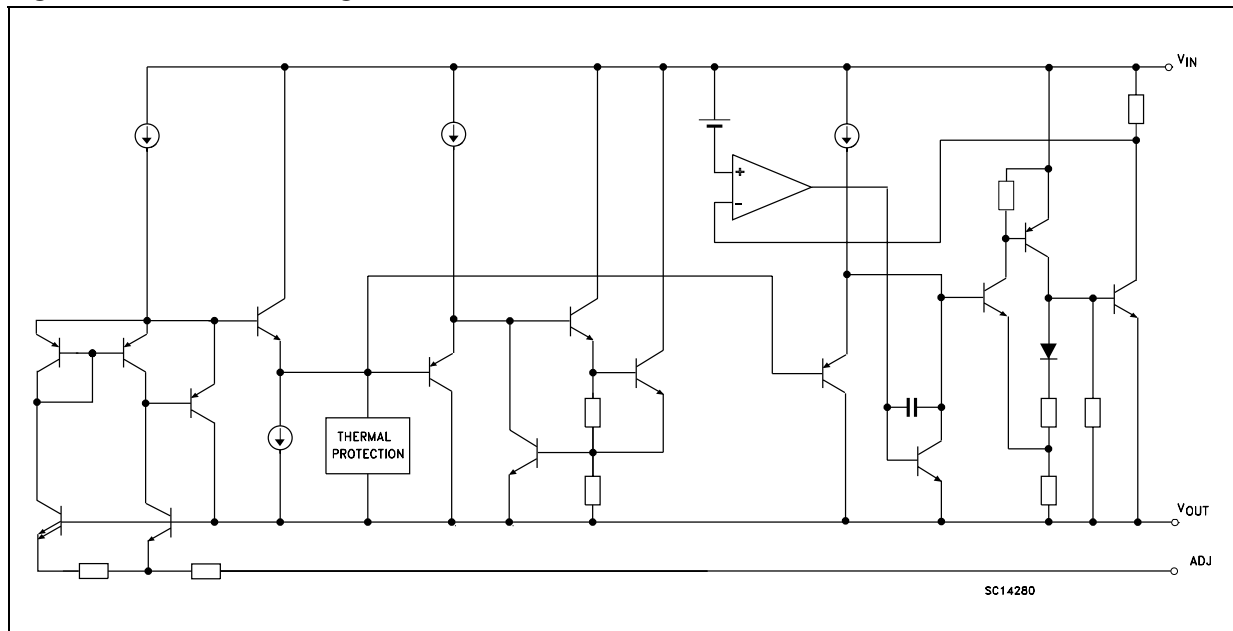 VIN
+
-
THERMAL
PROTECTION
VOUT
ADJ
SC14280